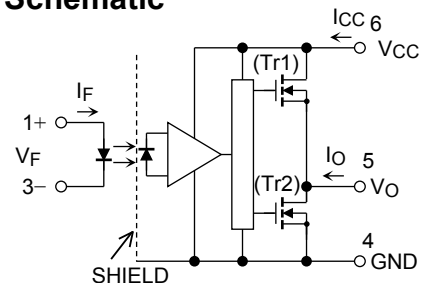 Schematic
ICC 6
VCC
(Tr1)
IF
1+
VF
3−
IO
5
VO
(Tr2)
4
GND
SHIELD